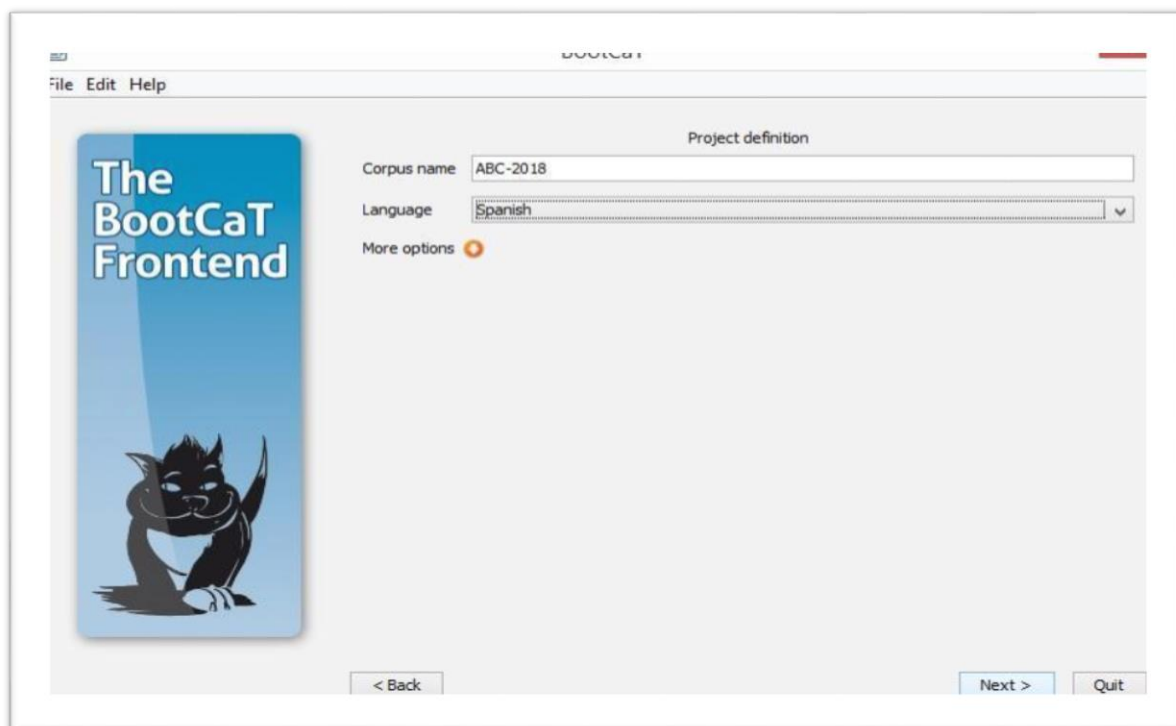 BootCaT
File Edit Help
The
BootCaT
Frontend
Project definition
Corpus name ABC-2018
Language Spanish
More options
< Back Next > Quit